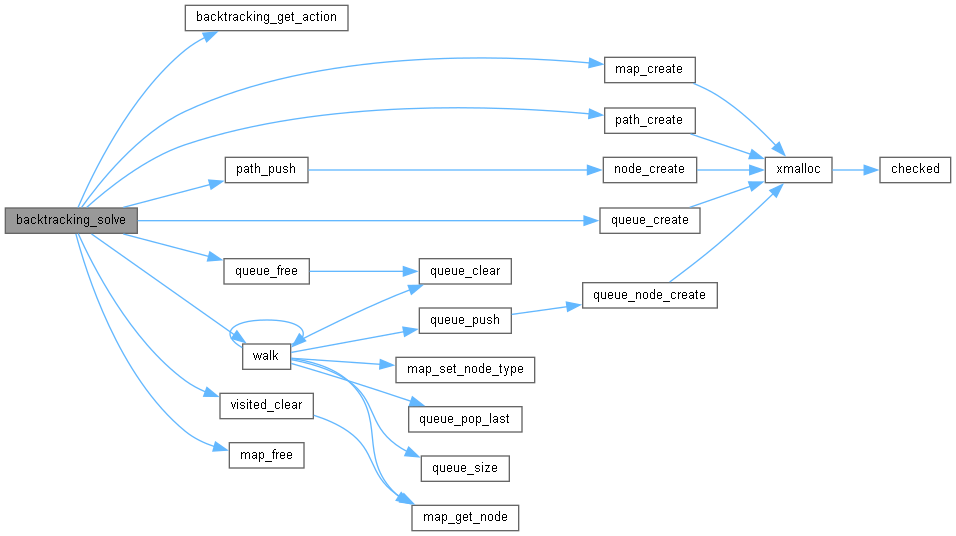 backtracking_get_action
map_create
path_create
path_push
node_create
xmalloc
checked
backtracking_solve
queue_create
queue_free
queue_clear
queue_node_create
queue_push
walk
map_set_node_type
visited_clear
queue_pop_last
map_free
queue_size
map_get_node